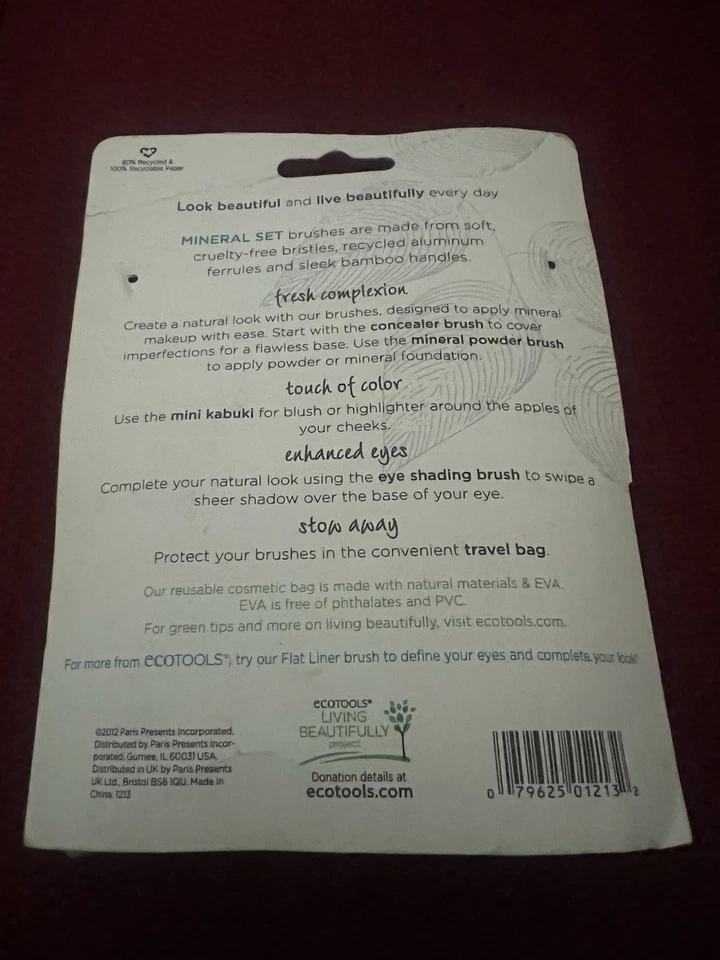 60% Recycled &
100% Recyclable Paper
Look beautiful and live beautifully every day.
MINERAL SET brushes are made from soft,
cruelty-free bristles, recycled aluminum
ferrules and sleek bamboo handles.
fresh complexion
Create a natural look with our brushes, designed to apply mineral
makeup with ease. Start with the concealer brush to cover
imperfections for a flawless base. Use the mineral powder brush
to apply powder or mineral foundation.
touch of color
Use the mini kabuki for blush or highlighter around the apples of
your cheeks.
enhanced eyes
Complete your natural look using the eye shading brush to swipe a
sheer shadow over the base of your eye.
stow away
Protect your brushes in the convenient travel bag.
Our reusable cosmetic bag is made with natural materials & EVA.
EVA is free of phthalates and PVC.
For green tips and more on living beautifully, visit ecotools.com.
For more from ECOTOOLS®, try our Flat Liner brush to define your eyes and complete your look!
©2012 Paris Presents Incorporated.
Distributed by Paris Presents Incor-
porated, Gurnee, IL 60031 USA.
Distributed in UK by Paris Presents
UK Ltd., Bristol BS8 1QU. Made in
China. 1213
ECOTOOLS®
LIVING
BEAUTIFULLY
project
Donation details at
ecotools.com
0 79625 01213 2